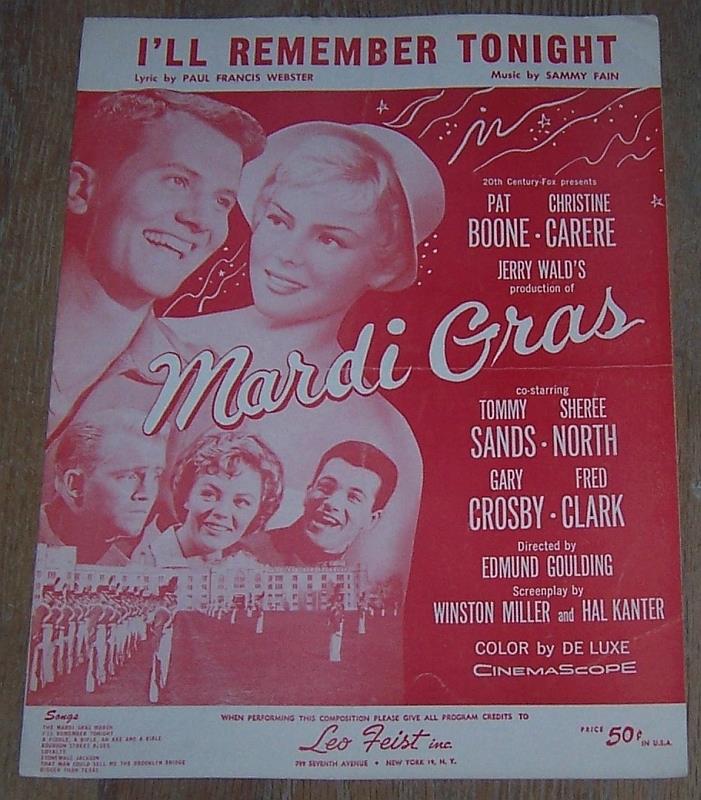 I'LL REMEMBER TONIGHT
Lyric by PAUL FRANCIS WEBSTER Music by SAMMY FAIN
20th Century-Fox presents
PAT CHRISTINE
BOONE · CARERE
JERRY WALD'S
production of
Mardi Gras
co-starring
TOMMY SHEREE
SANDS · NORTH
GARY FRED
CROSBY · CLARK
Directed by
EDMUND GOULDING
Screenplay by
WINSTON MILLER and HAL KANTER
COLOR by DE LUXE
CINEMASCOPE
Songs
THE MARDI GRAS MARCH
I'LL REMEMBER TONIGHT
A FIDDLE, A RIFLE, AN AXE AND A BIBLE
BOURBON STREET BLUES
LOYALTY
STONEWALL JACKSON
THAT MAN COULD SELL ME THE BROOKLYN BRIDGE
BIGGER THAN TEXAS
WHEN PERFORMING THIS COMPOSITION PLEASE GIVE ALL PROGRAM CREDITS TO
Leo Feist inc.
799 SEVENTH AVENUE • NEW YORK 19, N. Y.
PRICE 50¢ IN U.S.A.